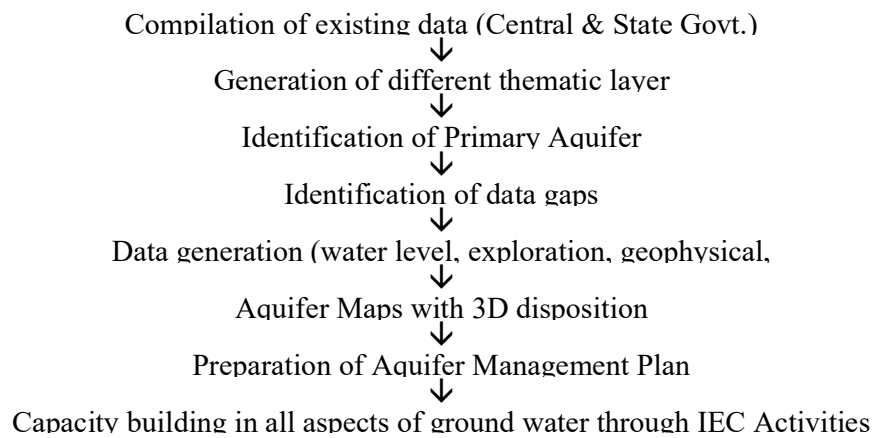 Compilation of existing data (Central & State Govt.)
Generation of different thematic layer
Identification of Primary Aquifer
Identification of data gaps
Data generation (water level, exploration, geophysical,
Aquifer Maps with 3D disposition
Preparation of Aquifer Management Plan
Capacity building in all aspects of ground water through IEC Activities